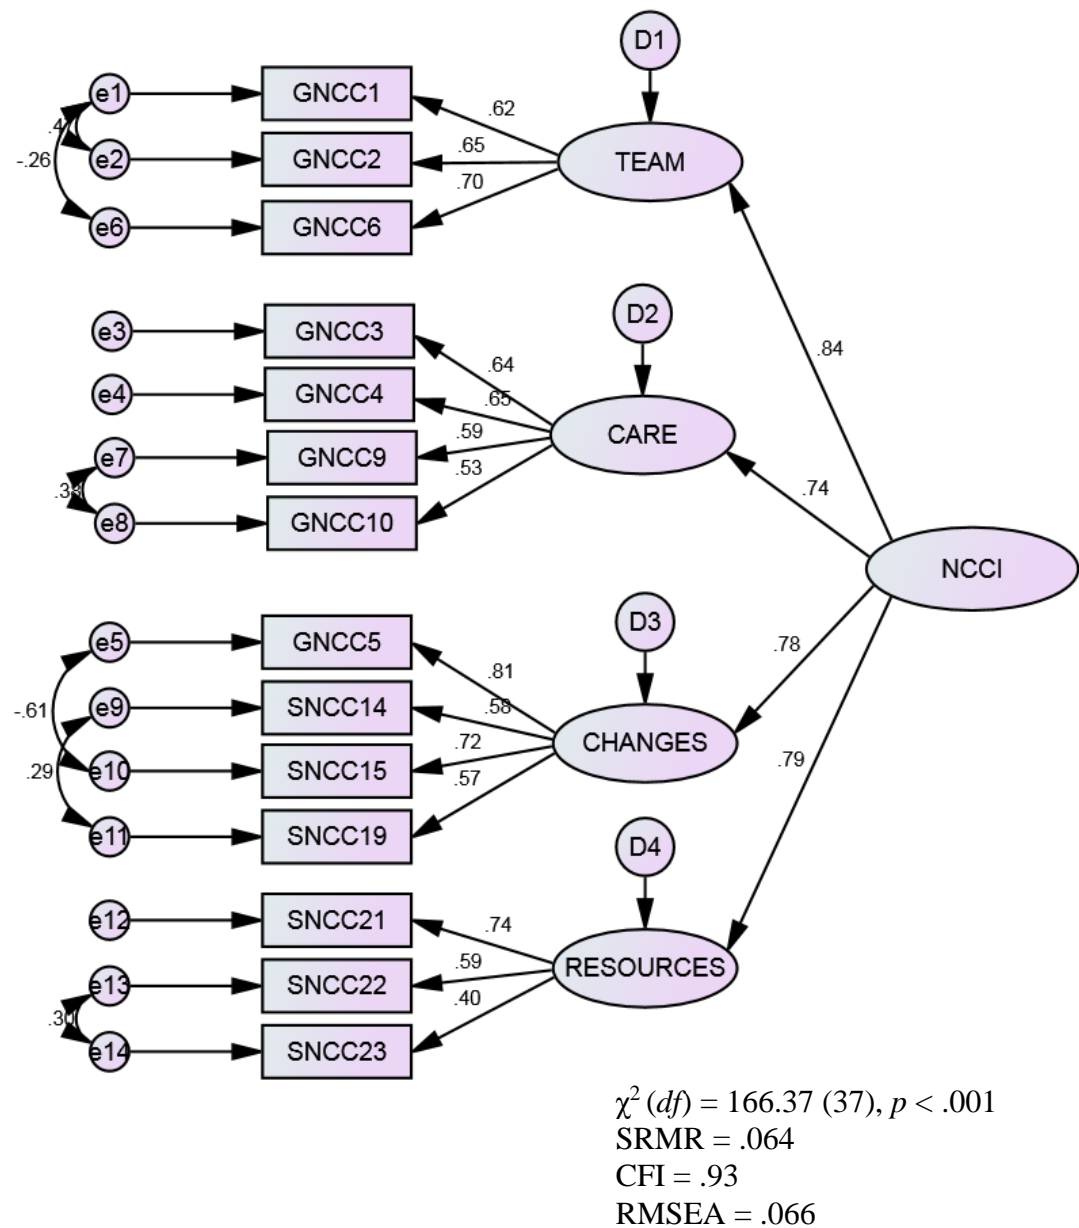 D1
e1
GNCC1
.62
-.26
e2
GNCC2
.65
TEAM
.70
e6
GNCC6
D2
e3
GNCC3
.64
.84
e4
GNCC4
.65
CARE
.59
e7
GNCC9
.53
.74
e8
GNCC10
NCCI
D3
e5
GNCC5
.78
.81
-.61
e9
SNCC14
.58
CHANGES
.72
.79
.29
e10
SNCC15
.57
e11
SNCC19
D4
e12
SNCC21
.74
.59
RESOURCES
e13
SNCC22
.40
e14
SNCC23
χ² (df) = 166.37 (37), p < .001
SRMR = .064
CFI = .93
RMSEA = .066